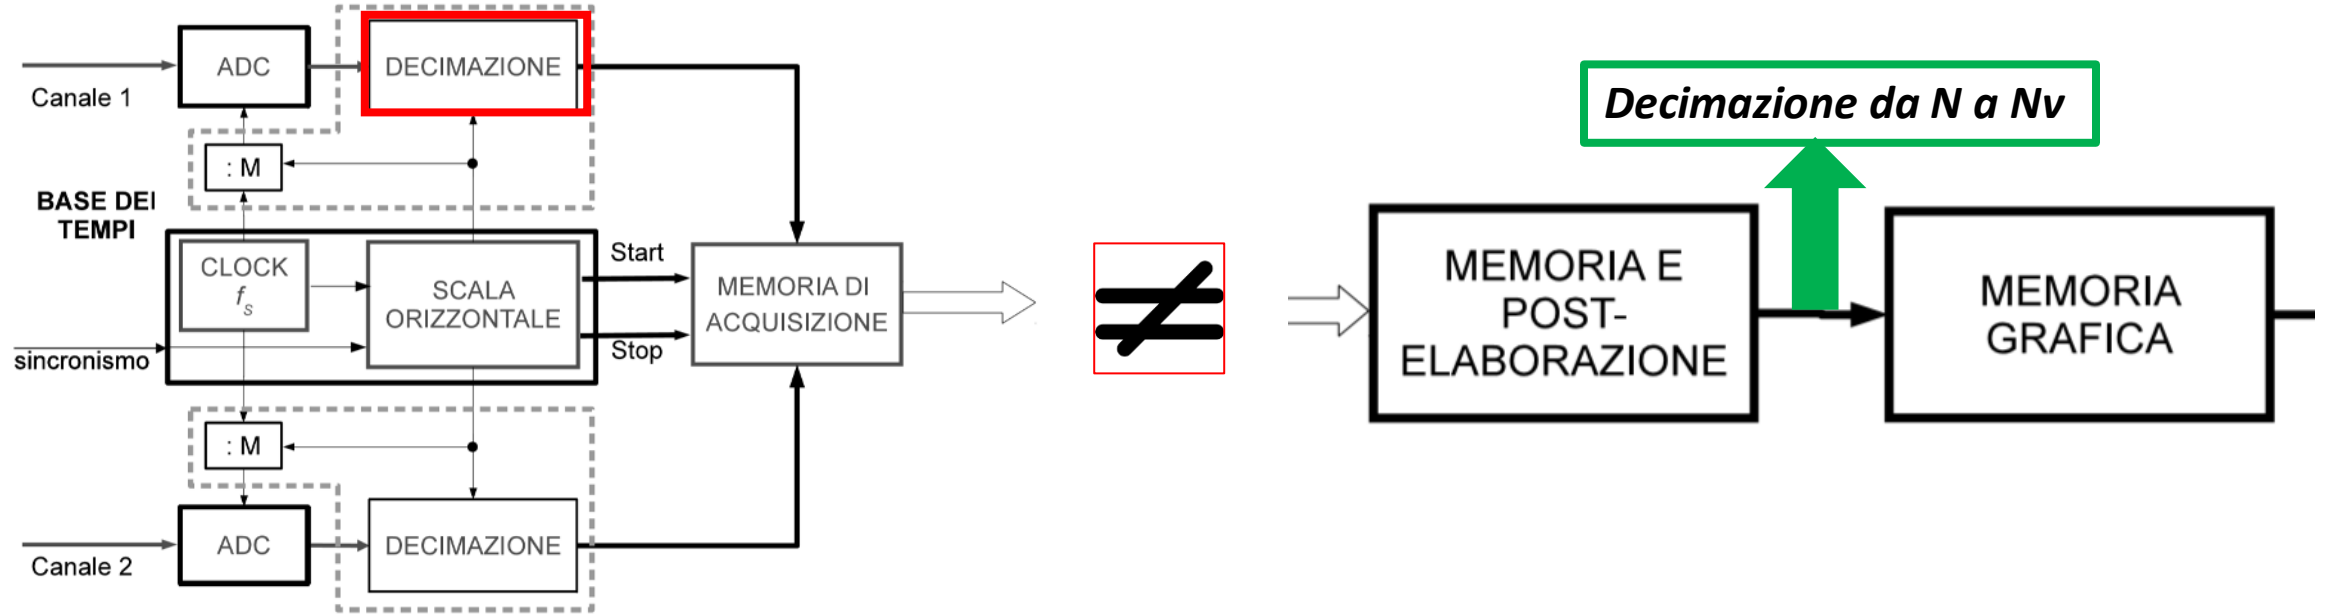 ADC
DECIMAZIONE
Canale 1
: M
BASE DEI
TEMPI
CLOCK
fS
SCALA
ORIZZONTALE
Start
Stop
sincronismo
MEMORIA DI
ACQUISIZIONE
: M
ADC
DECIMAZIONE
Canale 2
≠
Decimazione da N a Nv
MEMORIA E
POST-
ELABORAZIONE
MEMORIA
GRAFICA